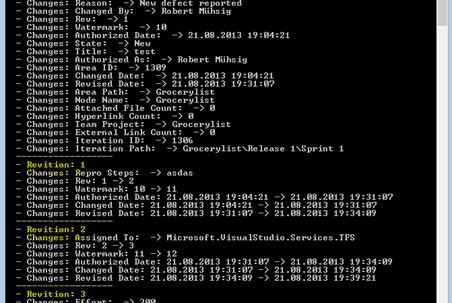 - Changes: Reason:  -> New defect reported
- Changes: Changed By:  -> Robert Mühsig
- Changes: Rev:  -> 1
- Changes: Watermark:  -> 10
- Changes: Authorized Date:  -> 21.08.2013 19:04:21
- Changes: State:  -> New
- Changes: Title:  -> test
- Changes: Authorized As:  -> Robert Mühsig
- Changes: Area ID:  -> 1309
- Changes: Changed Date:  -> 21.08.2013 19:04:21
- Changes: Revised Date:  -> 21.08.2013 19:31:07
- Changes: Area Path:  -> Grocerylist
- Changes: Node Name:  -> Grocerylist
- Changes: Attached File Count:  -> 0
- Changes: Hyperlink Count:  -> 0
- Changes: Team Project:  -> Grocerylist
- Changes: External Link Count:  -> 0
- Changes: Iteration ID:  -> 1306
- Changes: Iteration Path:  -> Grocerylist\Release 1\Sprint 1
------------------
- Revition: 1
- Changes: Repro Steps:  -> asdas
- Changes: Rev: 1 -> 2
- Changes: Watermark: 10 -> 11
- Changes: Authorized Date: 21.08.2013 19:04:21 -> 21.08.2013 19:31:07
- Changes: Changed Date: 21.08.2013 19:04:21 -> 21.08.2013 19:31:07
- Changes: Revised Date: 21.08.2013 19:31:07 -> 21.08.2013 19:34:09
------------------
- Revition: 2
- Changes: Assigned To:  -> Microsoft.VisualStudio.Services.TFS
- Changes: Rev: 2 -> 3
- Changes: Watermark: 11 -> 12
- Changes: Authorized Date: 21.08.2013 19:31:07 -> 21.08.2013 19:34:09
- Changes: Changed Date: 21.08.2013 19:31:07 -> 21.08.2013 19:34:09
- Changes: Revised Date: 21.08.2013 19:34:09 -> 21.08.2013 19:39:21
------------------
- Revition: 3
- Changes: Effort:  -> 300